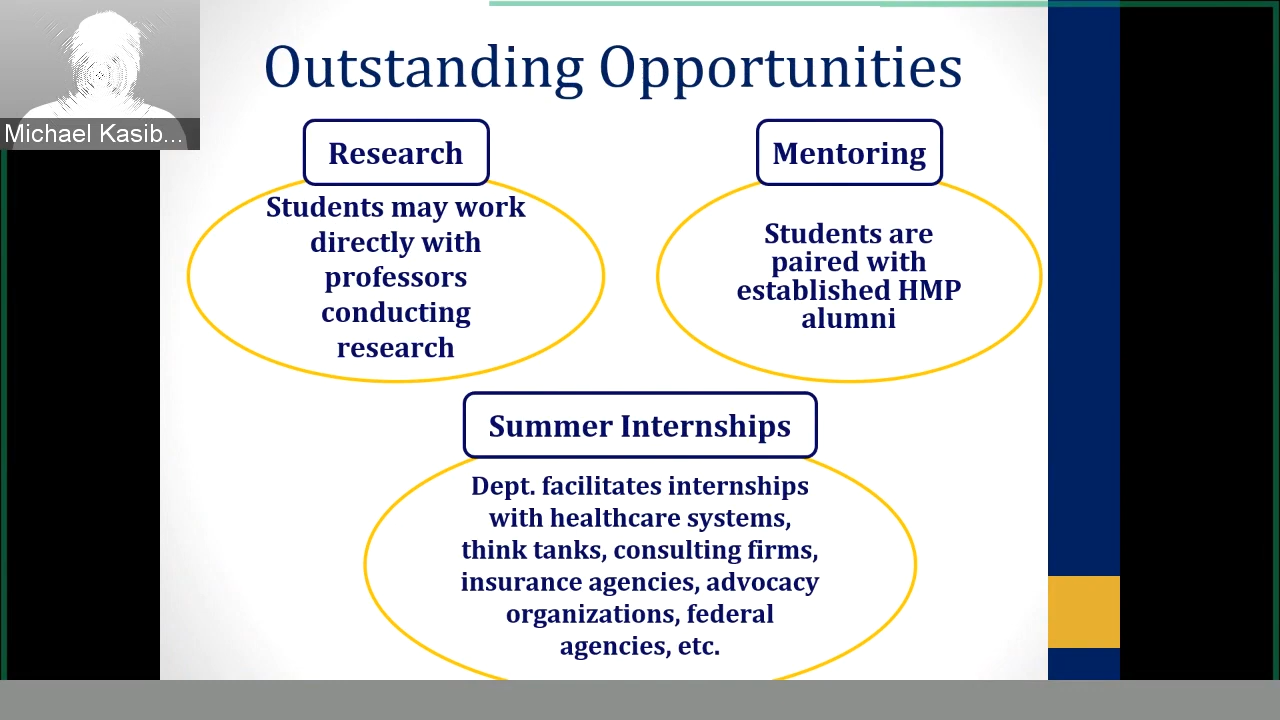 Outstanding Opportunities
Michael Kasib...
Research
Students may work
directly with
professors
conducting
research
Mentoring
Students are
paired with
established HMP
alumni
Summer Internships
Dept. facilitates internships
with healthcare systems,
think tanks, consulting firms,
insurance agencies, advocacy
organizations, federal
agencies, etc.